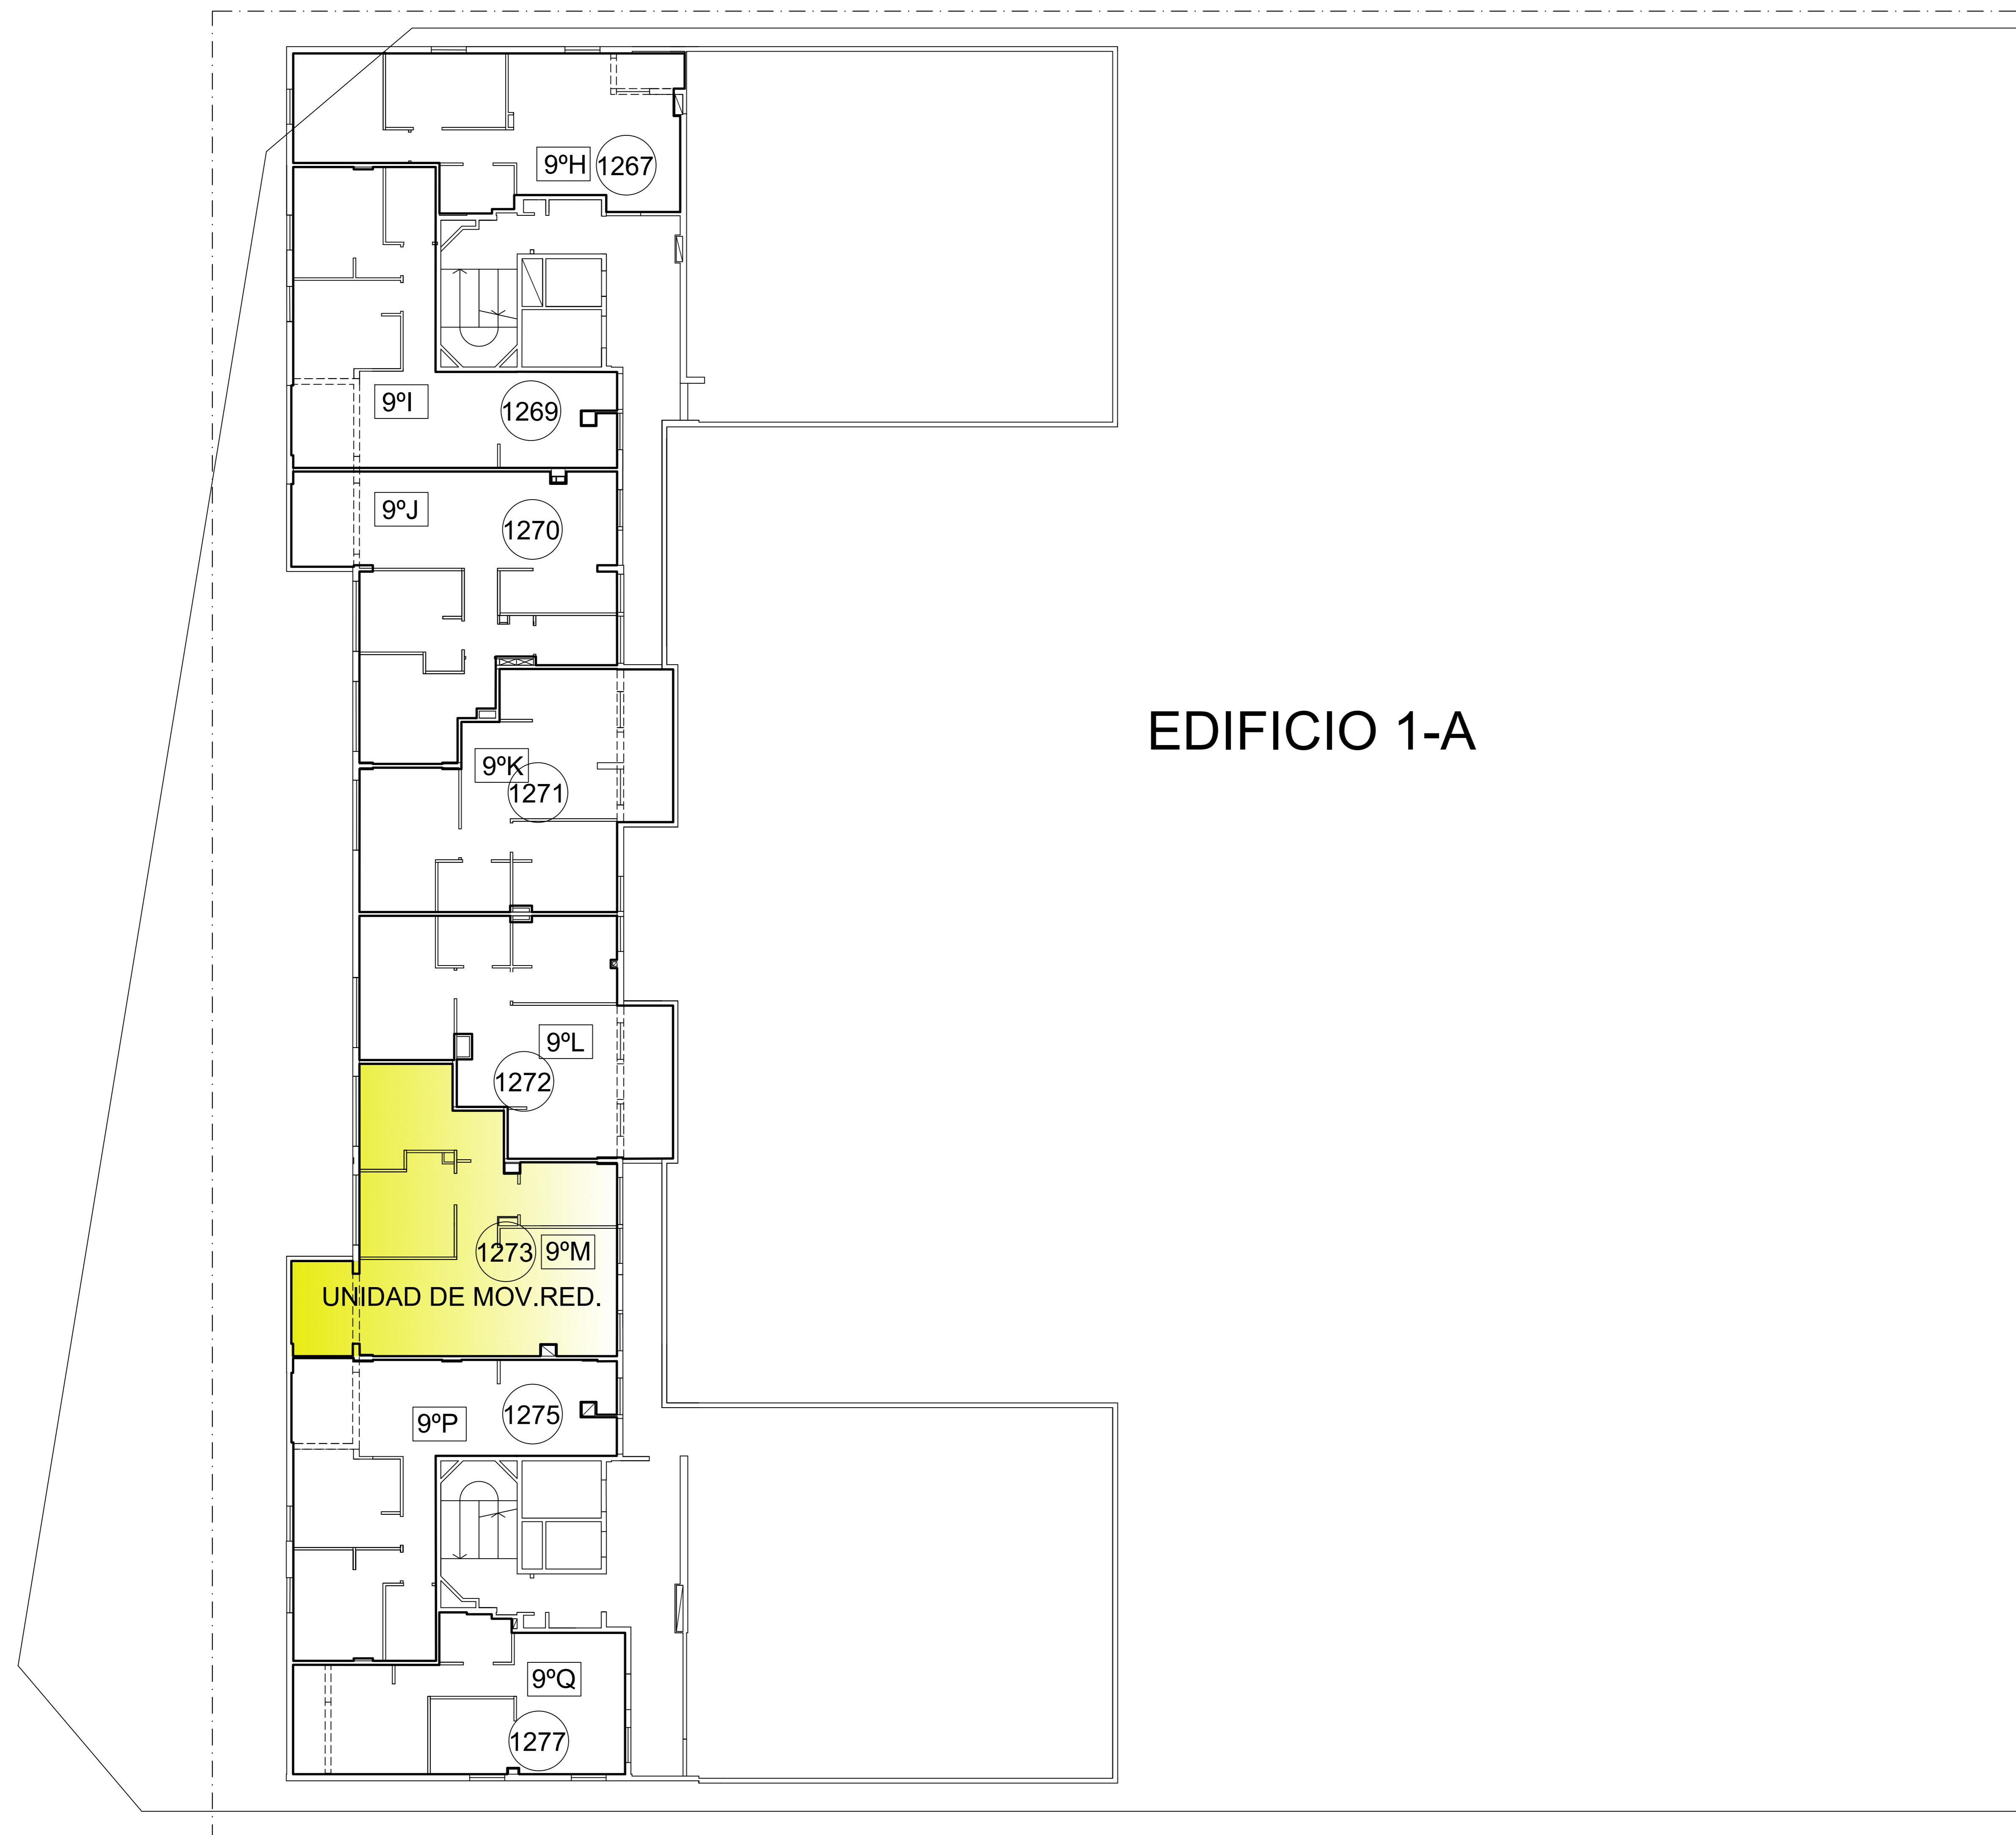 9ºH 1267
9ºI 1269
9ºJ 1270
EDIFICIO 1-A
9ºK
1271
9ºL
1272
1273 9ºM
UNIDAD DE MOV.RED.
9ºP 1275
9ºQ
1277